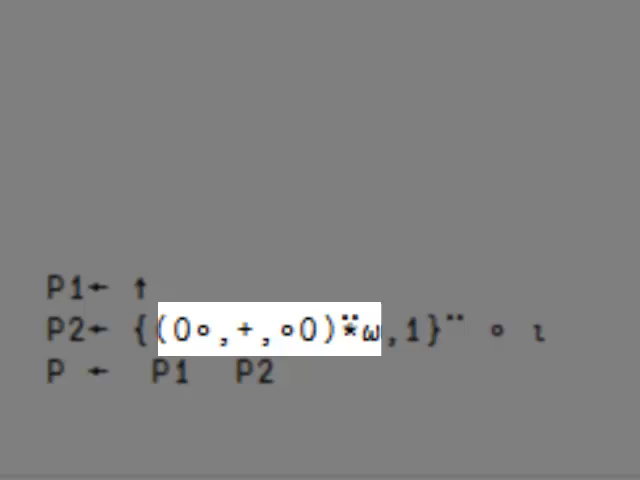 P1← ↑
P2← {(0∘,+,∘0)⍣⍵,1}¨ ∘ ⍳
P ← P1 P2